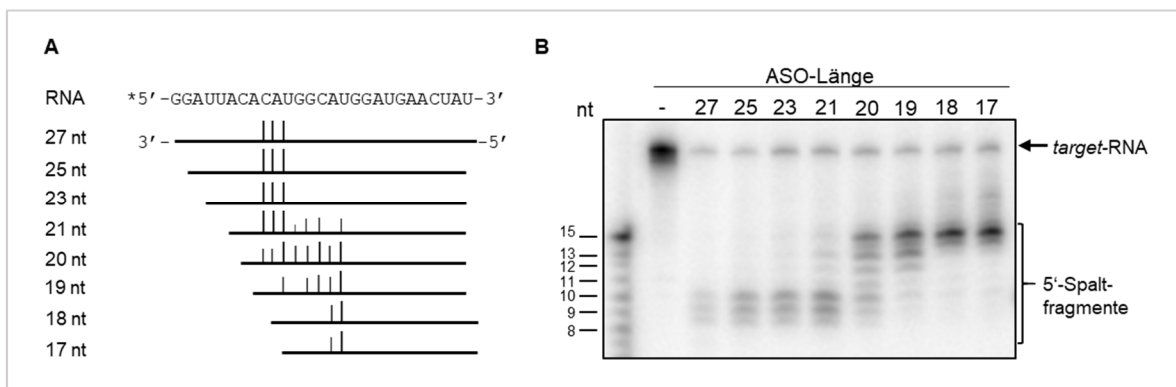 A
RNA *5′-GGAUUACACAUGGCAUGGAUGAACUAU-3′
27 nt 3′- -5′
25 nt
23 nt
21 nt
20 nt
19 nt
18 nt
17 nt
B
ASO-Länge
nt - 27 25 23 21 20 19 18 17
target-RNA
15
13
12
11
10
9
8
5‘-Spalt-
fragmente